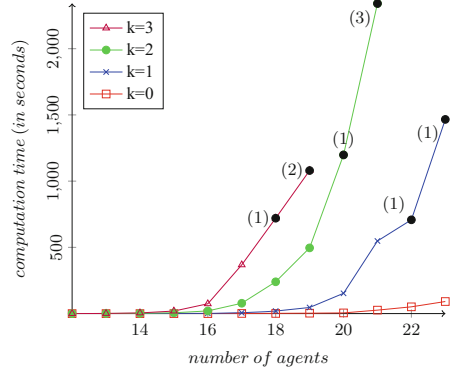 k=3
k=2
k=1
k=0
2,000
1,500
1,000
500
computation time (in seconds)
(3)
(1)
(1)
(2)
(1)
(1)
14 16 18 20 22
number of agents